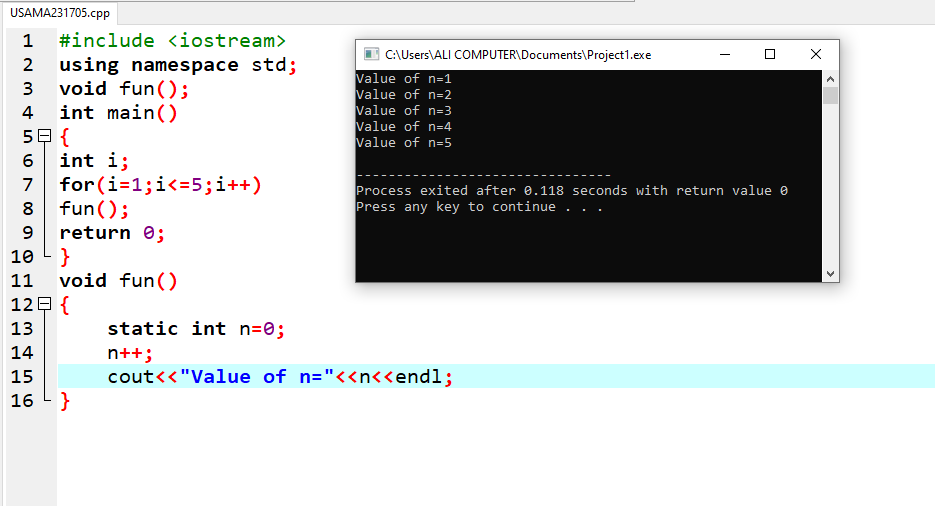 USAMA231705.cpp
1 #include <iostream>
2 using namespace std;
3 void fun();
4 int main()
5 {
6 int i;
7 for(i=1;i<=5;i++)
8 fun();
9 return 0;
10 }
11 void fun()
12 {
13     static int n=0;
14     n++;
15     cout<<"Value of n="<<n<<endl;
16 }
C:\Users\ALI COMPUTER\Documents\Project1.exe
Value of n=1
Value of n=2
Value of n=3
Value of n=4
Value of n=5
--------------------------------
Process exited after 0.118 seconds with return value 0
Press any key to continue . . .